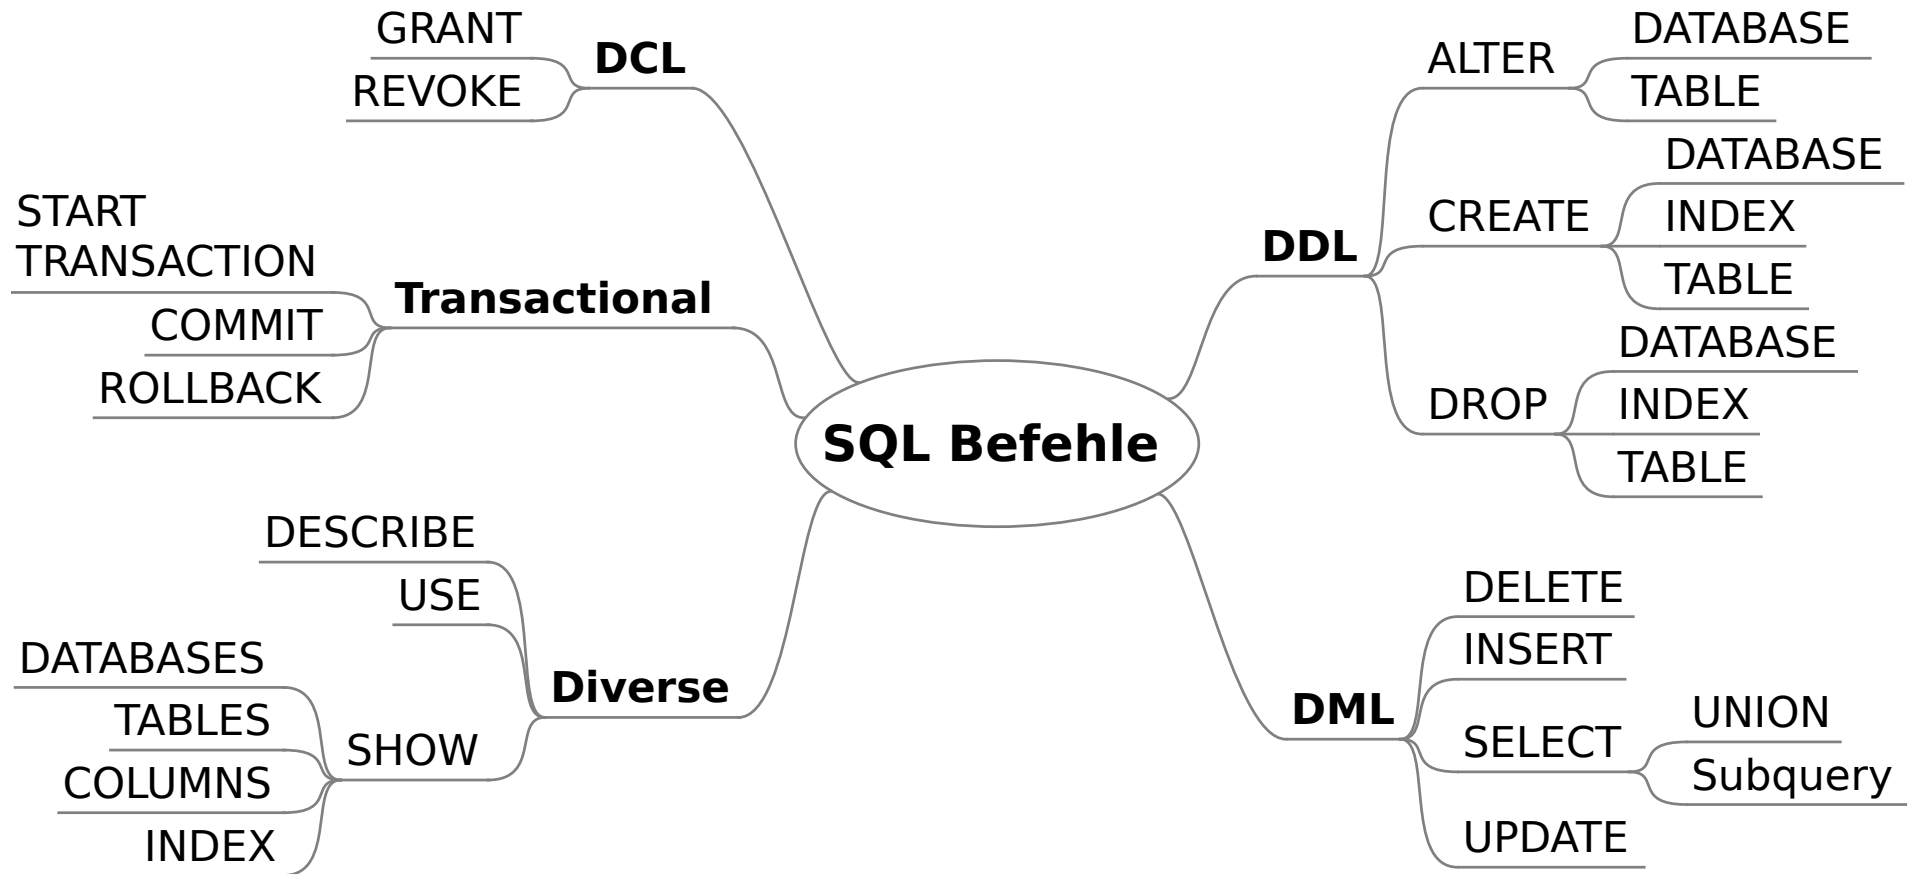 SQL Befehle
DCL
GRANT
REVOKE
Transactional
START
TRANSACTION
COMMIT
ROLLBACK
Diverse
DESCRIBE
USE
SHOW
DATABASES
TABLES
COLUMNS
INDEX
DDL
ALTER
DATABASE
TABLE
CREATE
DATABASE
INDEX
TABLE
DROP
DATABASE
INDEX
TABLE
DML
DELETE
INSERT
SELECT
UNION
Subquery
UPDATE